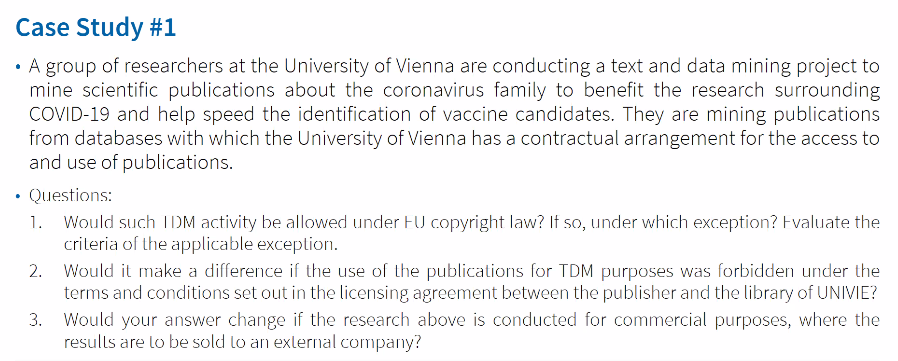 Case Study #1
• A group of researchers at the University of Vienna are conducting a text and data mining project to
mine scientific publications about the coronavirus family to benefit the research surrounding
COVID-19 and help speed the identification of vaccine candidates. They are mining publications
from databases with which the University of Vienna has a contractual arrangement for the access to
and use of publications.
• Questions:
1. Would such TDM activity be allowed under EU copyright law? If so, under which exception? Evaluate the
criteria of the applicable exception.
2. Would it make a difference if the use of the publications for TDM purposes was forbidden under the
terms and conditions set out in the licensing agreement between the publisher and the library of UNIVIE?
3. Would your answer change if the research above is conducted for commercial purposes, where the
results are to be sold to an external company?